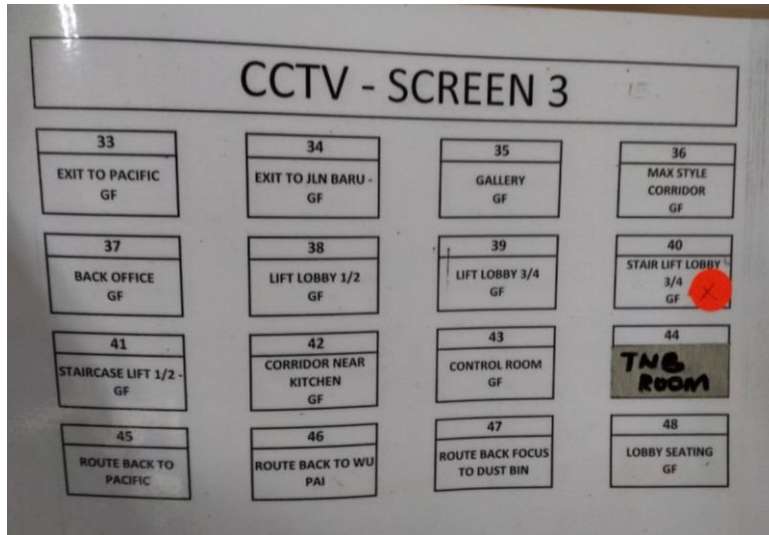 CCTV - SCREEN 3
33
EXIT TO PACIFIC
GF
34
EXIT TO JLN BARU -
GF
35
GALLERY
GF
36
MAX STYLE
CORRIDOR
GF
37
BACK OFFICE
GF
38
LIFT LOBBY 1/2
GF
39
LIFT LOBBY 3/4
GF
40
STAIR LIFT LOBBY
3/4
GF
X
41
STAIRCASE LIFT 1/2 -
GF
42
CORRIDOR NEAR
KITCHEN
GF
43
CONTROL ROOM
GF
44
TNB
ROOM
45
ROUTE BACK TO
PACIFIC
46
ROUTE BACK TO WU
PAI
47
ROUTE BACK FOCUS
TO DUST BIN
48
LOBBY SEATING
GF